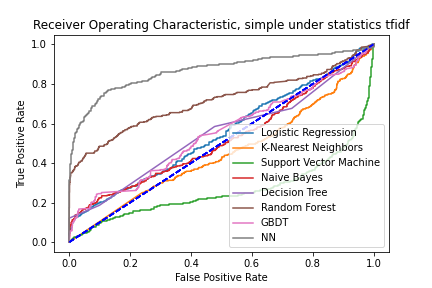 Receiver Operating Characteristic, simple under statistics tfidf
True Positive Rate
1.0
0.8
0.6
0.4
0.2
0.0
Logistic Regression
K-Nearest Neighbors
Support Vector Machine
Naive Bayes
Decision Tree
Random Forest
GBDT
NN
0.0 0.2 0.4 0.6 0.8 1.0
False Positive Rate